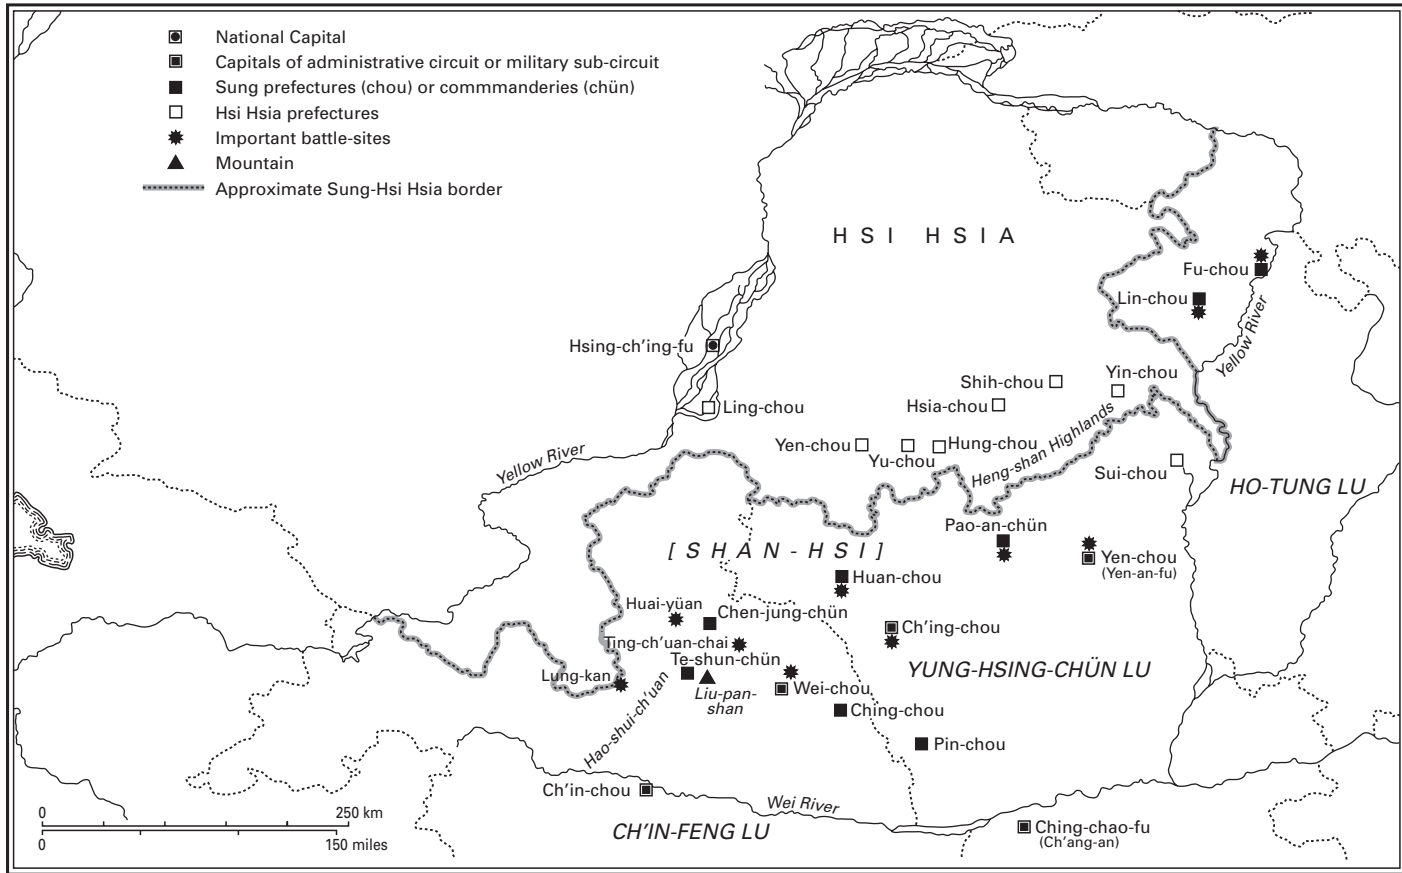 National Capital
Capitals of administrative circuit or military sub-circuit
Sung prefectures (chou) or commmanderies (chün)
Hsi Hsia prefectures
Important battle-sites
Mountain
Approximate Sung-Hsi Hsia border
HSI HSIA
Fu-chou
Lin-chou
Yellow River
Hsing-ch'ing-fu
Ling-chou
Shih-chou
Yin-chou
Hsia-chou
Yen-chou
Yu-chou
Hung-chou
Heng-shan Highlands
Sui-chou
Yellow River
HO-TUNG LU
Pao-an-chün
[SHAN-HSI]
Yen-chou
(Yen-an-fu)
Huan-chou
Huai-yüan
Chen-jung-chün
Ch'ing-chou
Ting-ch'uan-chai
Te-shun-chün
YUNG-HSING-CHÜN LU
Lung-kan
Liu-pan-
shan
Wei-chou
Hao-shui-ch'uan
Ching-chou
Pin-chou
Ch'in-chou
Wei River
CH'IN-FENG LU
Ching-chao-fu
(Ch'ang-an)
0 250 km
0 150 miles